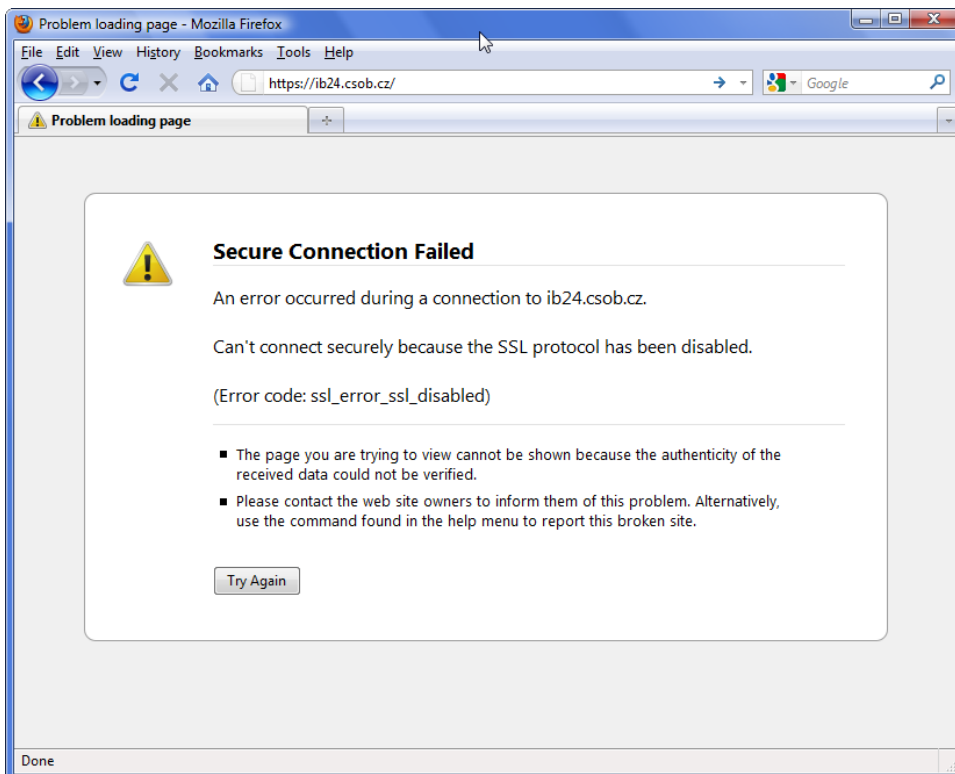 Problem loading page - Mozilla Firefox
File Edit View History Bookmarks Tools Help
https://ib24.csob.cz/ Google
Problem loading page
Secure Connection Failed
An error occurred during a connection to ib24.csob.cz.
Can't connect securely because the SSL protocol has been disabled.
(Error code: ssl_error_ssl_disabled)
The page you are trying to view cannot be shown because the authenticity of the
received data could not be verified.
Please contact the web site owners to inform them of this problem. Alternatively,
use the command found in the help menu to report this broken site.
Try Again
Done